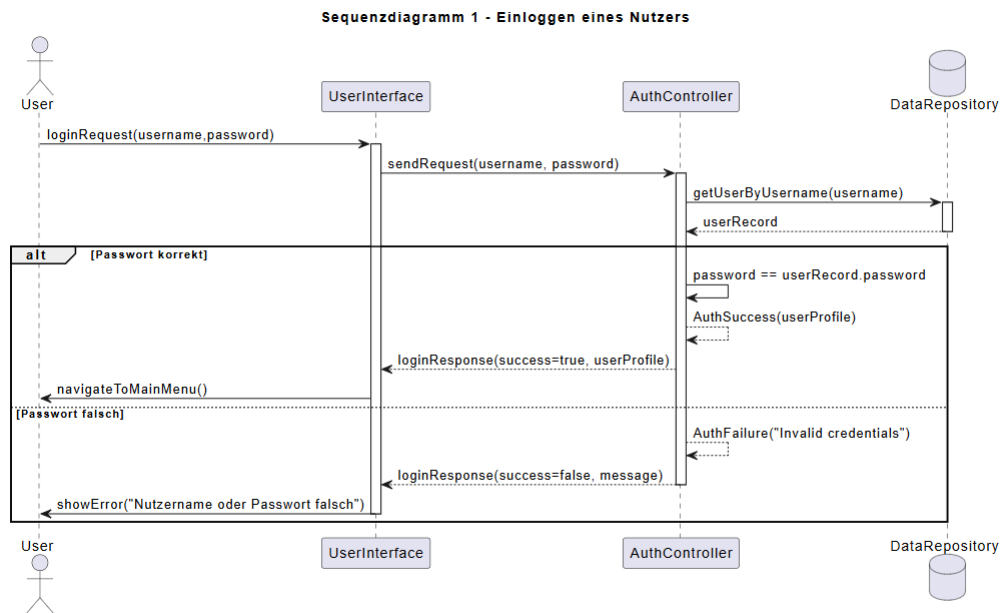 Sequenzdiagramm 1 - Einloggen eines Nutzers
User
UserInterface
AuthController
DataRepository
loginRequest(username,password)
sendRequest(username, password)
getUserByUsername(username)
userRecord
alt [Passwort korrekt]
password == userRecord.password
AuthSuccess(userProfile)
loginResponse(success=true, userProfile)
navigateToMainMenu()
[Passwort falsch]
AuthFailure("Invalid credentials")
loginResponse(success=false, message)
showError("Nutzername oder Passwort falsch")
User
UserInterface
AuthController
DataRepository